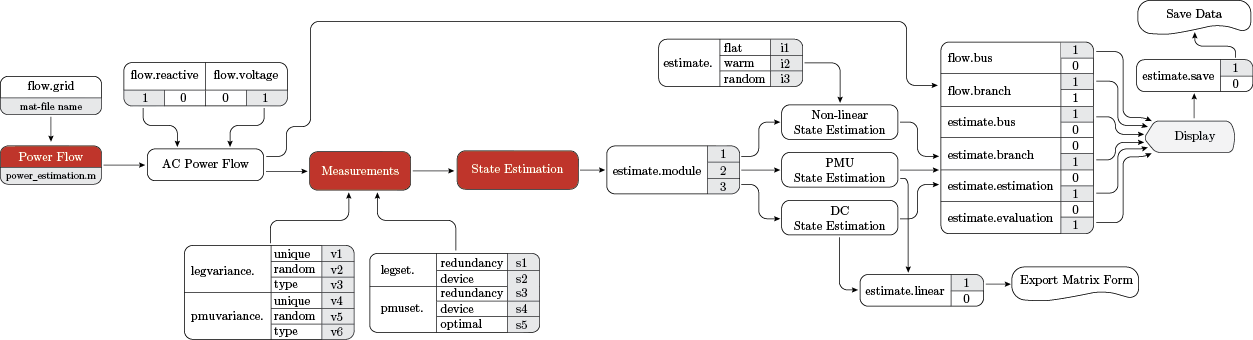 flow.grid
mat-file name
Power Flow
power_estimation.m
flow.reactive flow.voltage
1 0 0 1
AC Power Flow
Measurements
legvariance. unique v1
random v2
type v3
pmuvariance. unique v4
random v5
type v6
legset. redundancy s1
device s2
pmuset. redundancy s3
device s4
optimal s5
State Estimation
estimate.module 1
2
3
estimate. flat i1
warm i2
random i3
Non-linear
State Estimation
PMU
State Estimation
DC
State Estimation
estimate.linear 1
0
Export Matrix Form
flow.bus 1
0
flow.branch 1
1
estimate.bus 1
0
estimate.branch 0
1
estimate.estimation 0
1
estimate.evaluation 0
1
Display
estimate.save 1
0
Save Data